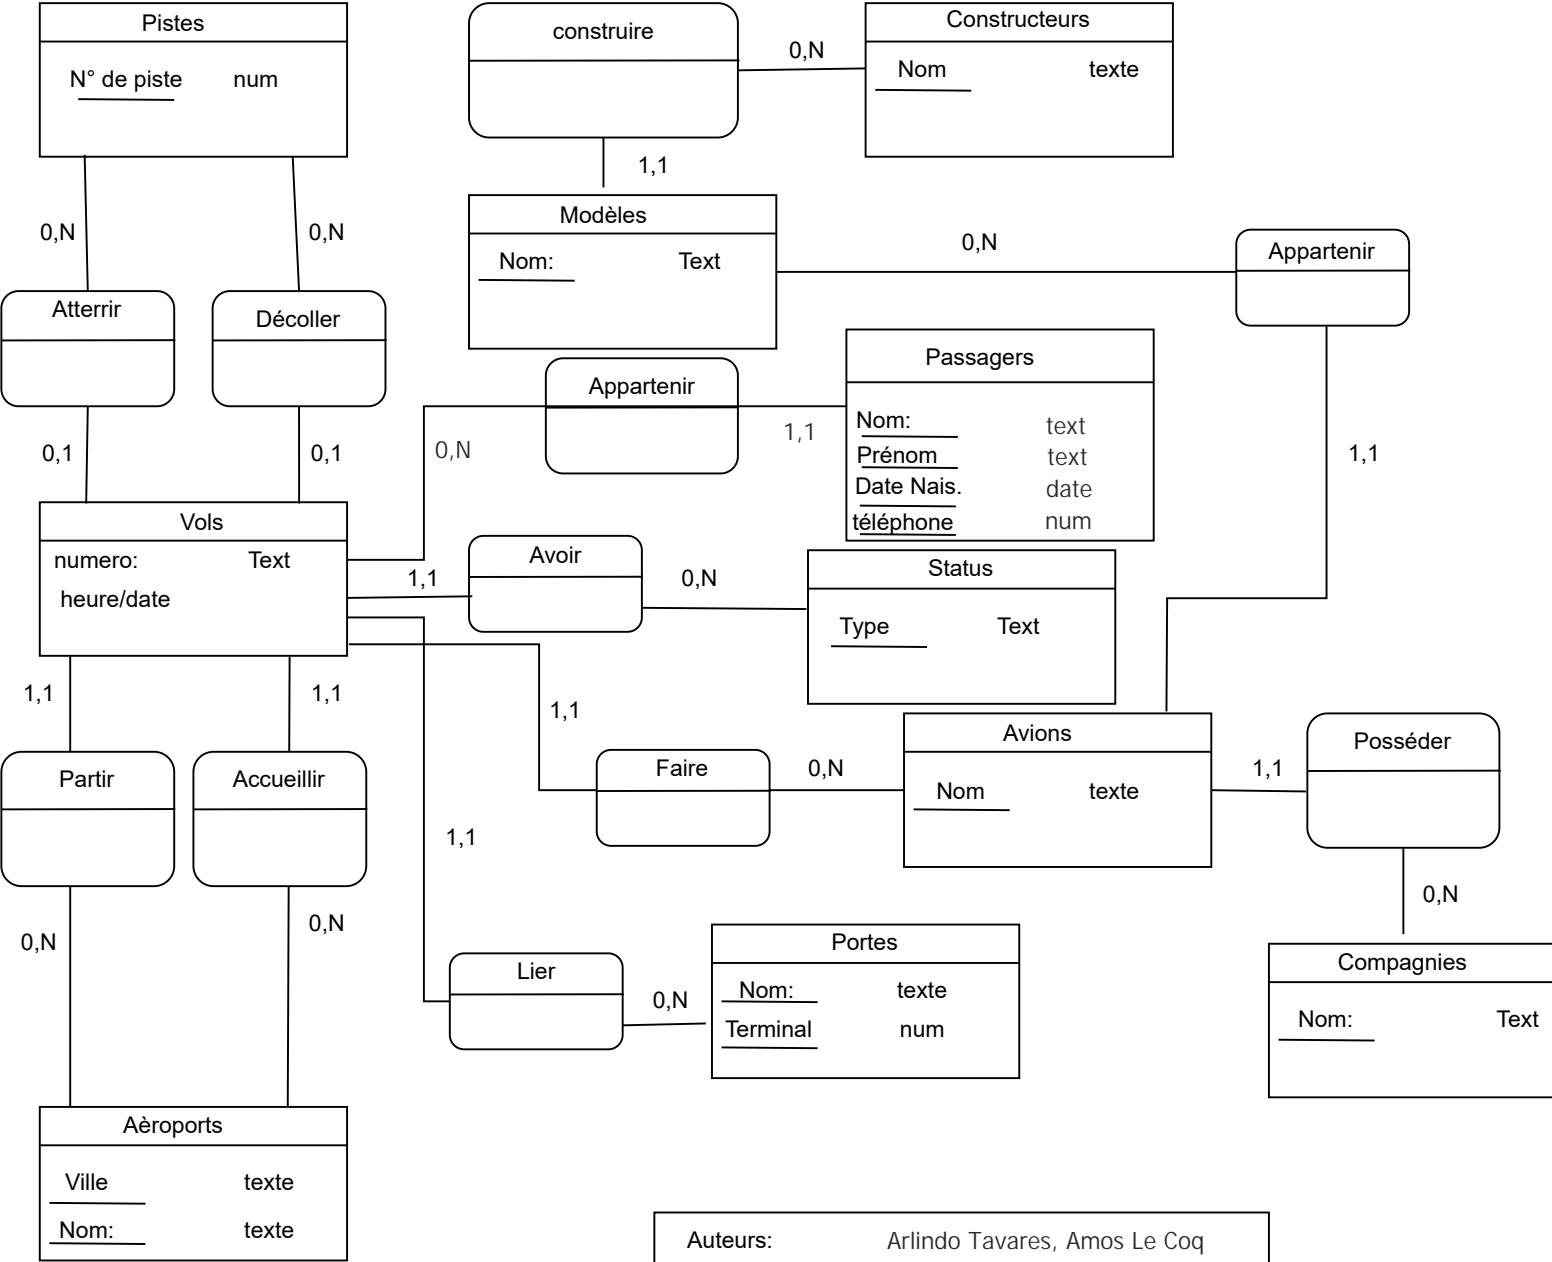 Pistes
N° de piste num
construire
0,N
Constructeurs
Nom texte
1,1
Modèles
Nom: Text
0,N
Appartenir
0,N
0,N
Atterrir
Décoller
Appartenir
Passagers
Nom: text
Prénom text
Date Nais. date
téléphone num
0,N
1,1
1,1
0,1
0,1
Vols
numero: Text
heure/date
1,1
Avoir
0,N
Status
Type Text
1,1
1,1
1,1
Partir
Accueillir
Faire
0,N
Avions
Nom texte
1,1
Posséder
1,1
0,N
0,N
0,N
Lier
0,N
Portes
Nom: texte
Terminal num
Compagnies
Nom: Text
Aèroports
Ville texte
Nom: texte
Auteurs: Arlindo Tavares, Amos Le Coq